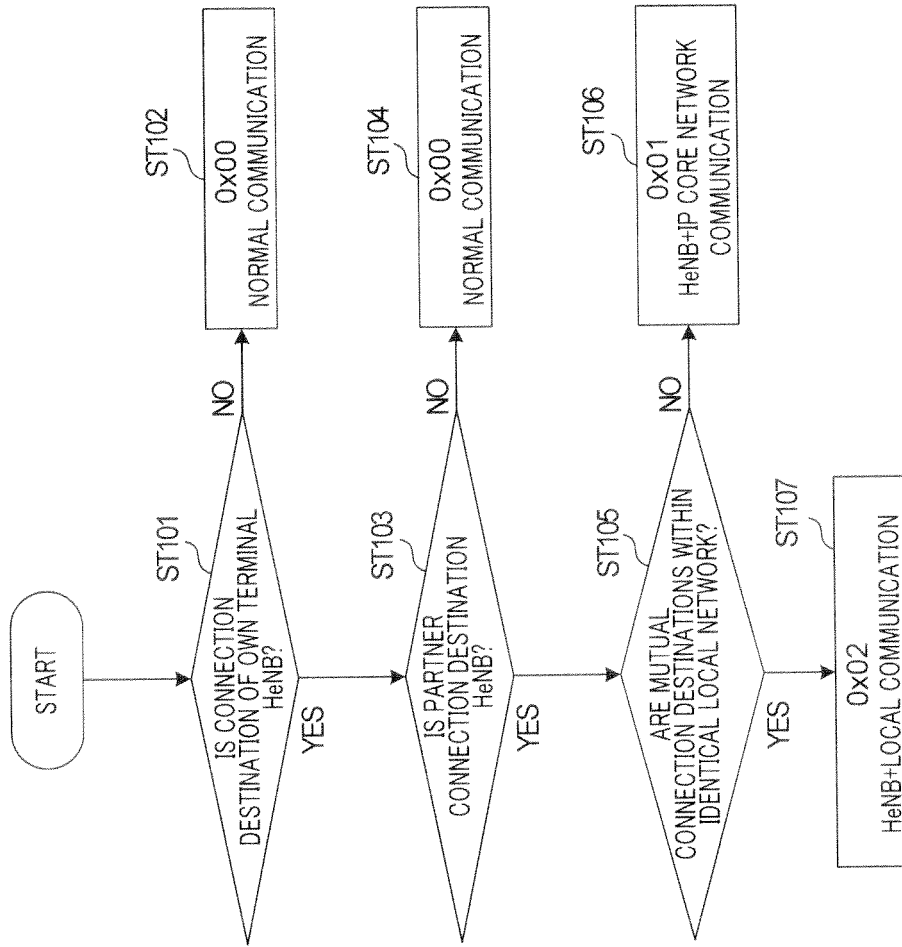 START
ST101
IS CONNECTION
DESTINATION OF OWN TERMINAL
HeNB?
NO
YES
ST102
0x00
NORMAL COMMUNICATION
ST103
IS PARTNER
CONNECTION DESTINATION
HeNB?
NO
YES
ST104
0x00
NORMAL COMMUNICATION
ST105
ARE MUTUAL
CONNECTION DESTINATIONS WITHIN
IDENTICAL LOCAL NETWORK?
NO
YES
ST106
0x01
HeNB+IP CORE NETWORK
COMMUNICATION
ST107
0x02
HeNB+LOCAL COMMUNICATION